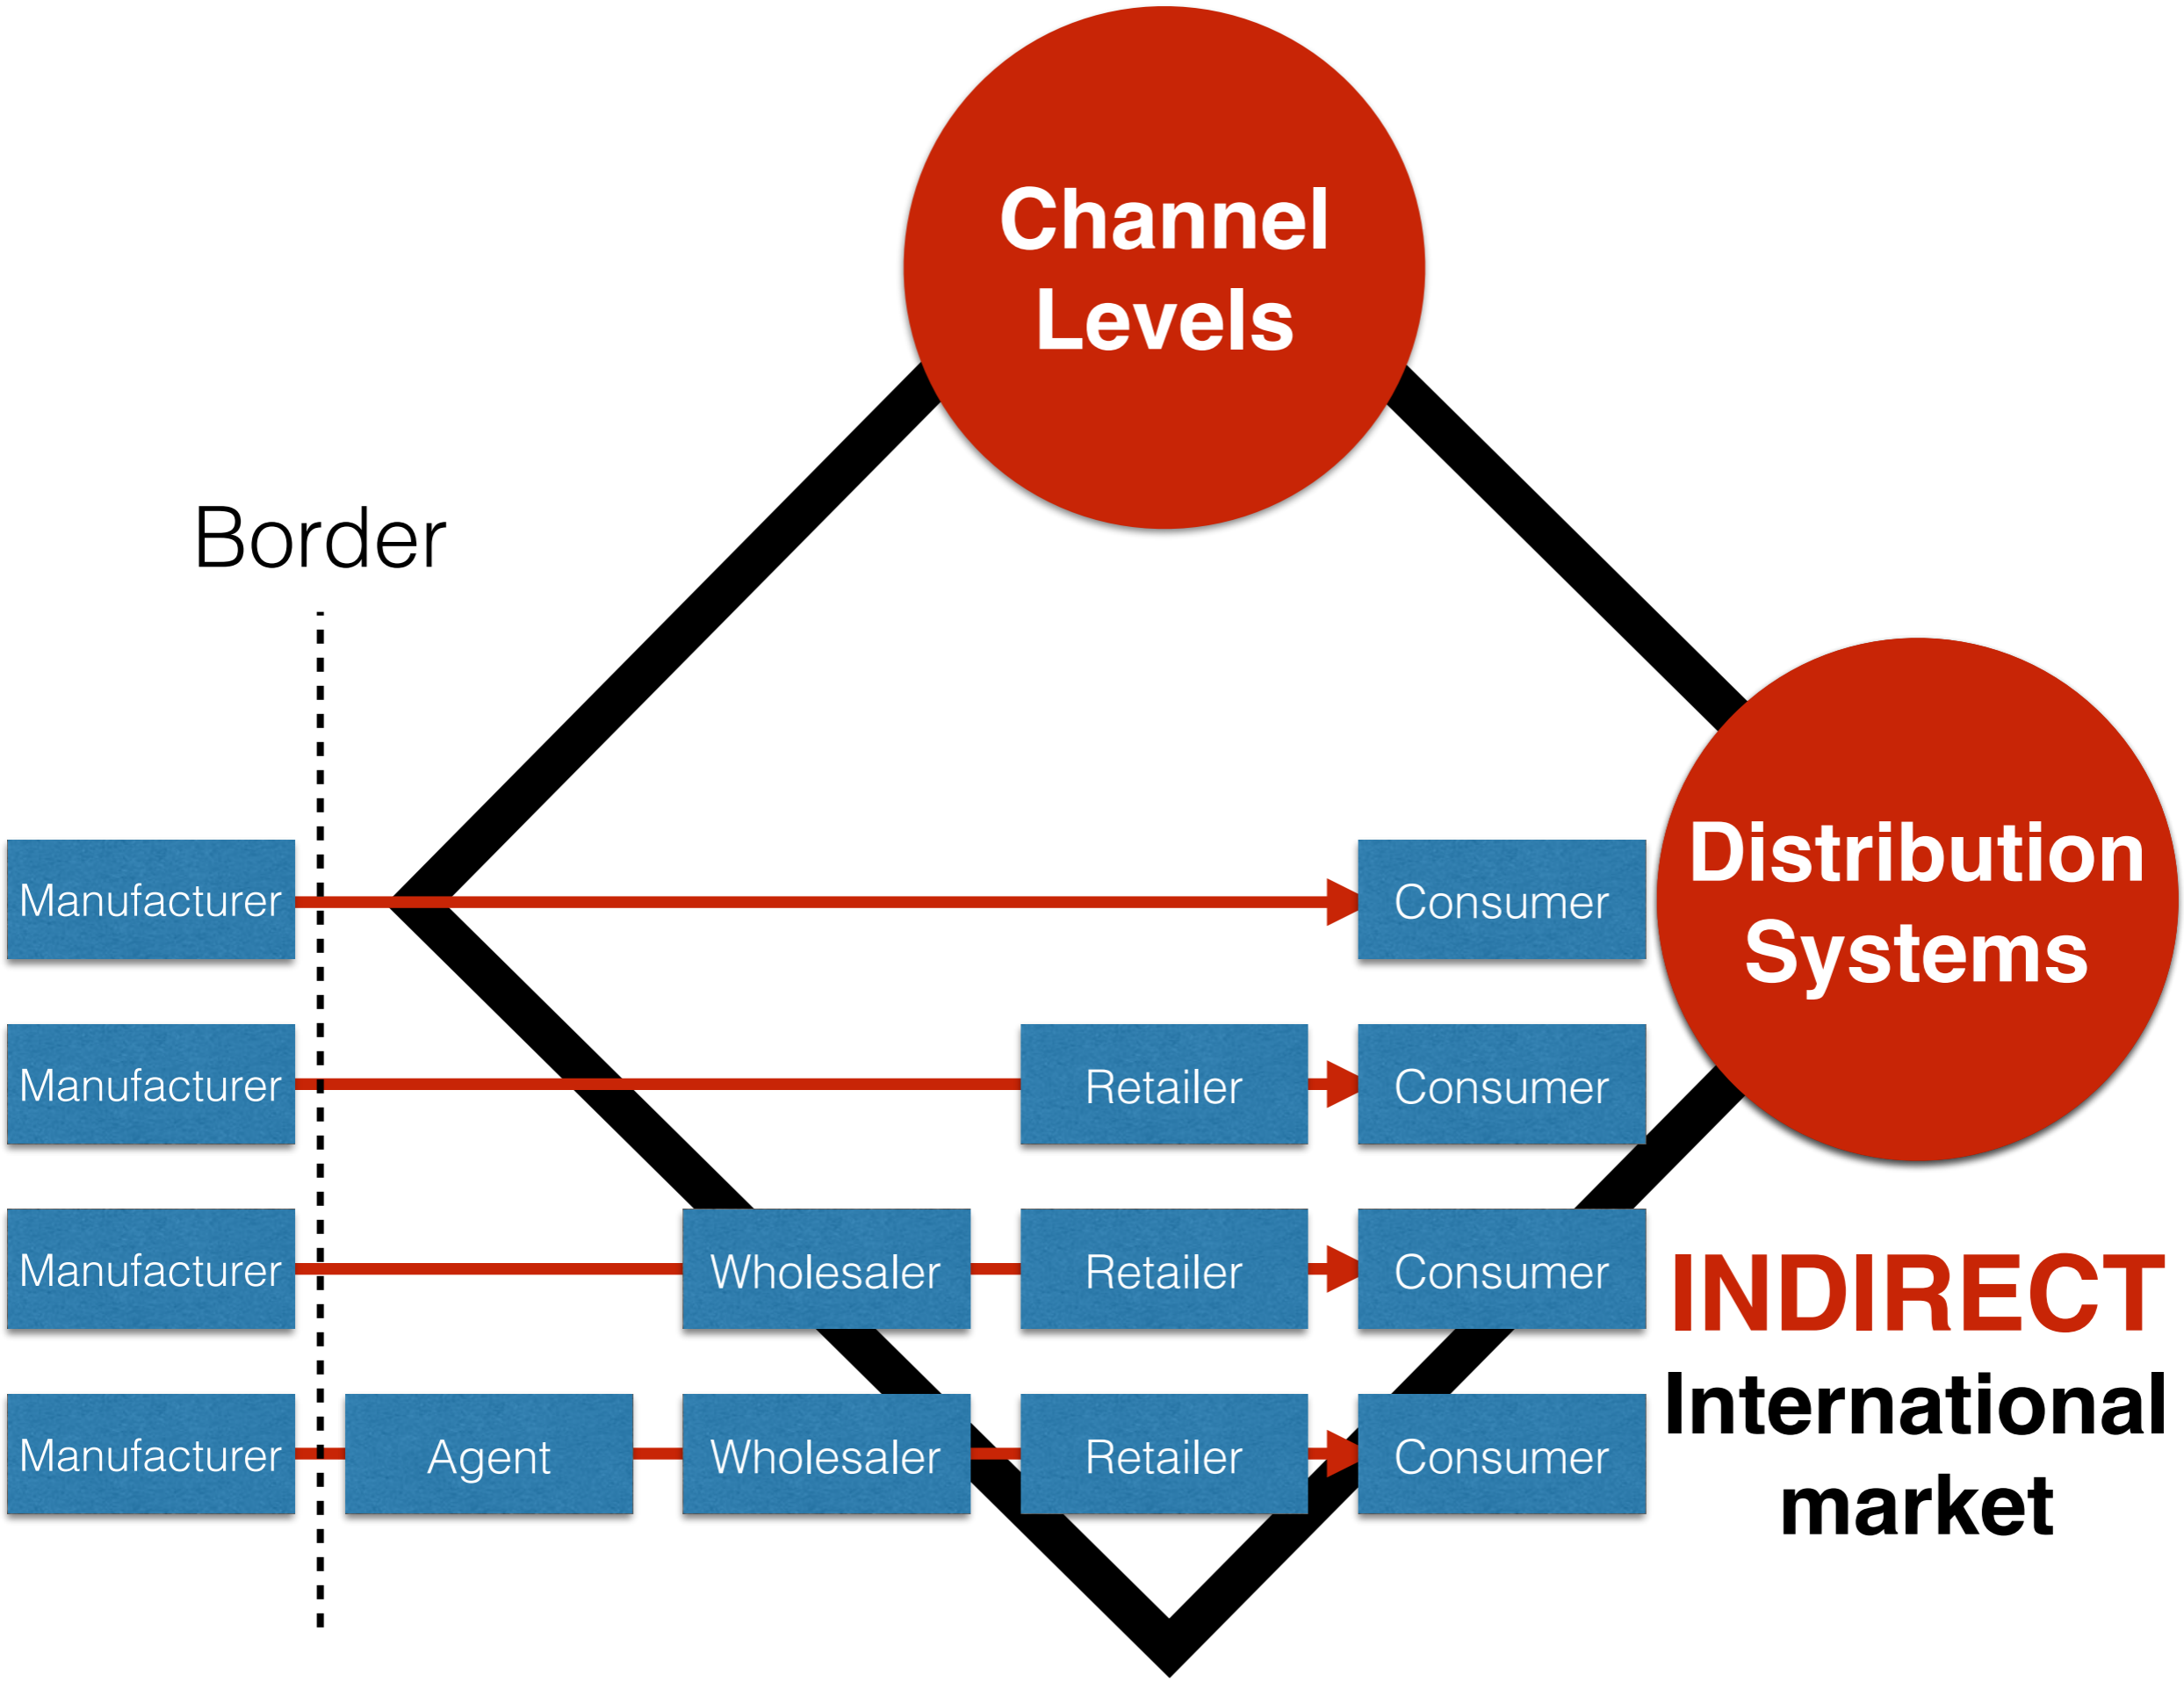 Channel
Levels
Border
Distribution
Systems
Manufacturer
Consumer
Manufacturer
Retailer
Consumer
Manufacturer
Wholesaler
Retailer
Consumer
INDIRECT
International
market
Manufacturer
Agent
Wholesaler
Retailer
Consumer